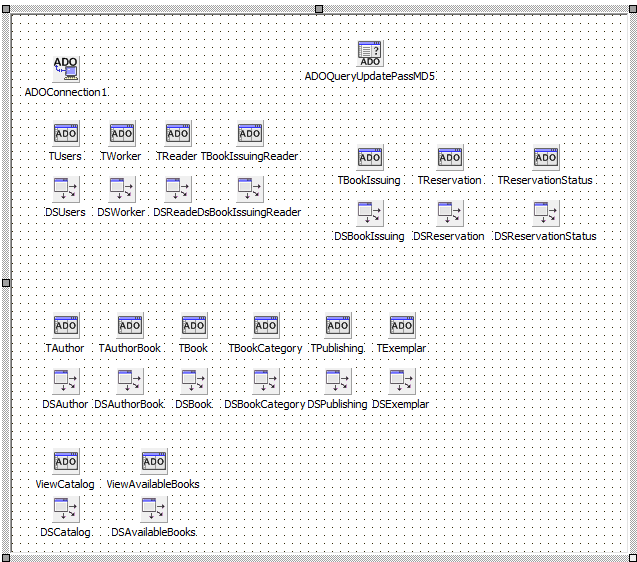 ADO
ADO
ADOConnection1
ADOQueryUpdatePassMD5
ADO ADO ADO ADO
TUsers TWorker TReader TBookIssuingReader
ADO ADO ADO
TBookIssuing TReservation TReservationStatus
DSUsers DSWorker DSReade DsBookIssuingReader
DSBookIssuing DSReservation DSReservationStatus
ADO ADO ADO ADO ADO ADO
TAuthor TAuthorBook TBook TBookCategory TPublishing TExemplar
DSAuthor DSAuthorBook DSBook DSBookCategory DSPublishing DSExemplar
ADO ADO
ViewCatalog ViewAvailableBooks
DSCatalog DSAvailableBooks